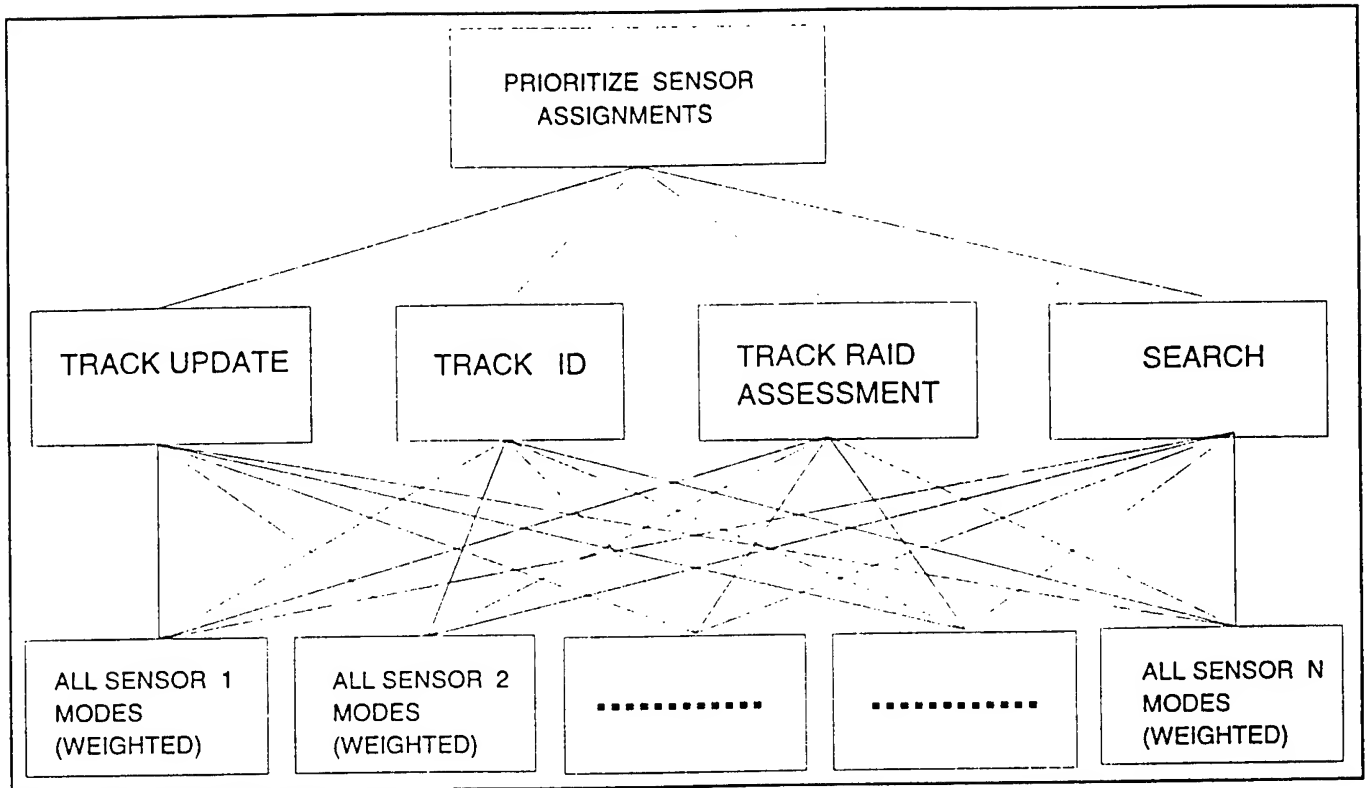 PRIORITIZE SENSOR
ASSIGNMENTS
TRACK UPDATE
TRACK ID
TRACK RAID
ASSESSMENT
SEARCH
ALL SENSOR 1
MODES
(WEIGHTED)
ALL SENSOR 2
MODES
(WEIGHTED)
............
............
ALL SENSOR N
MODES
(WEIGHTED)